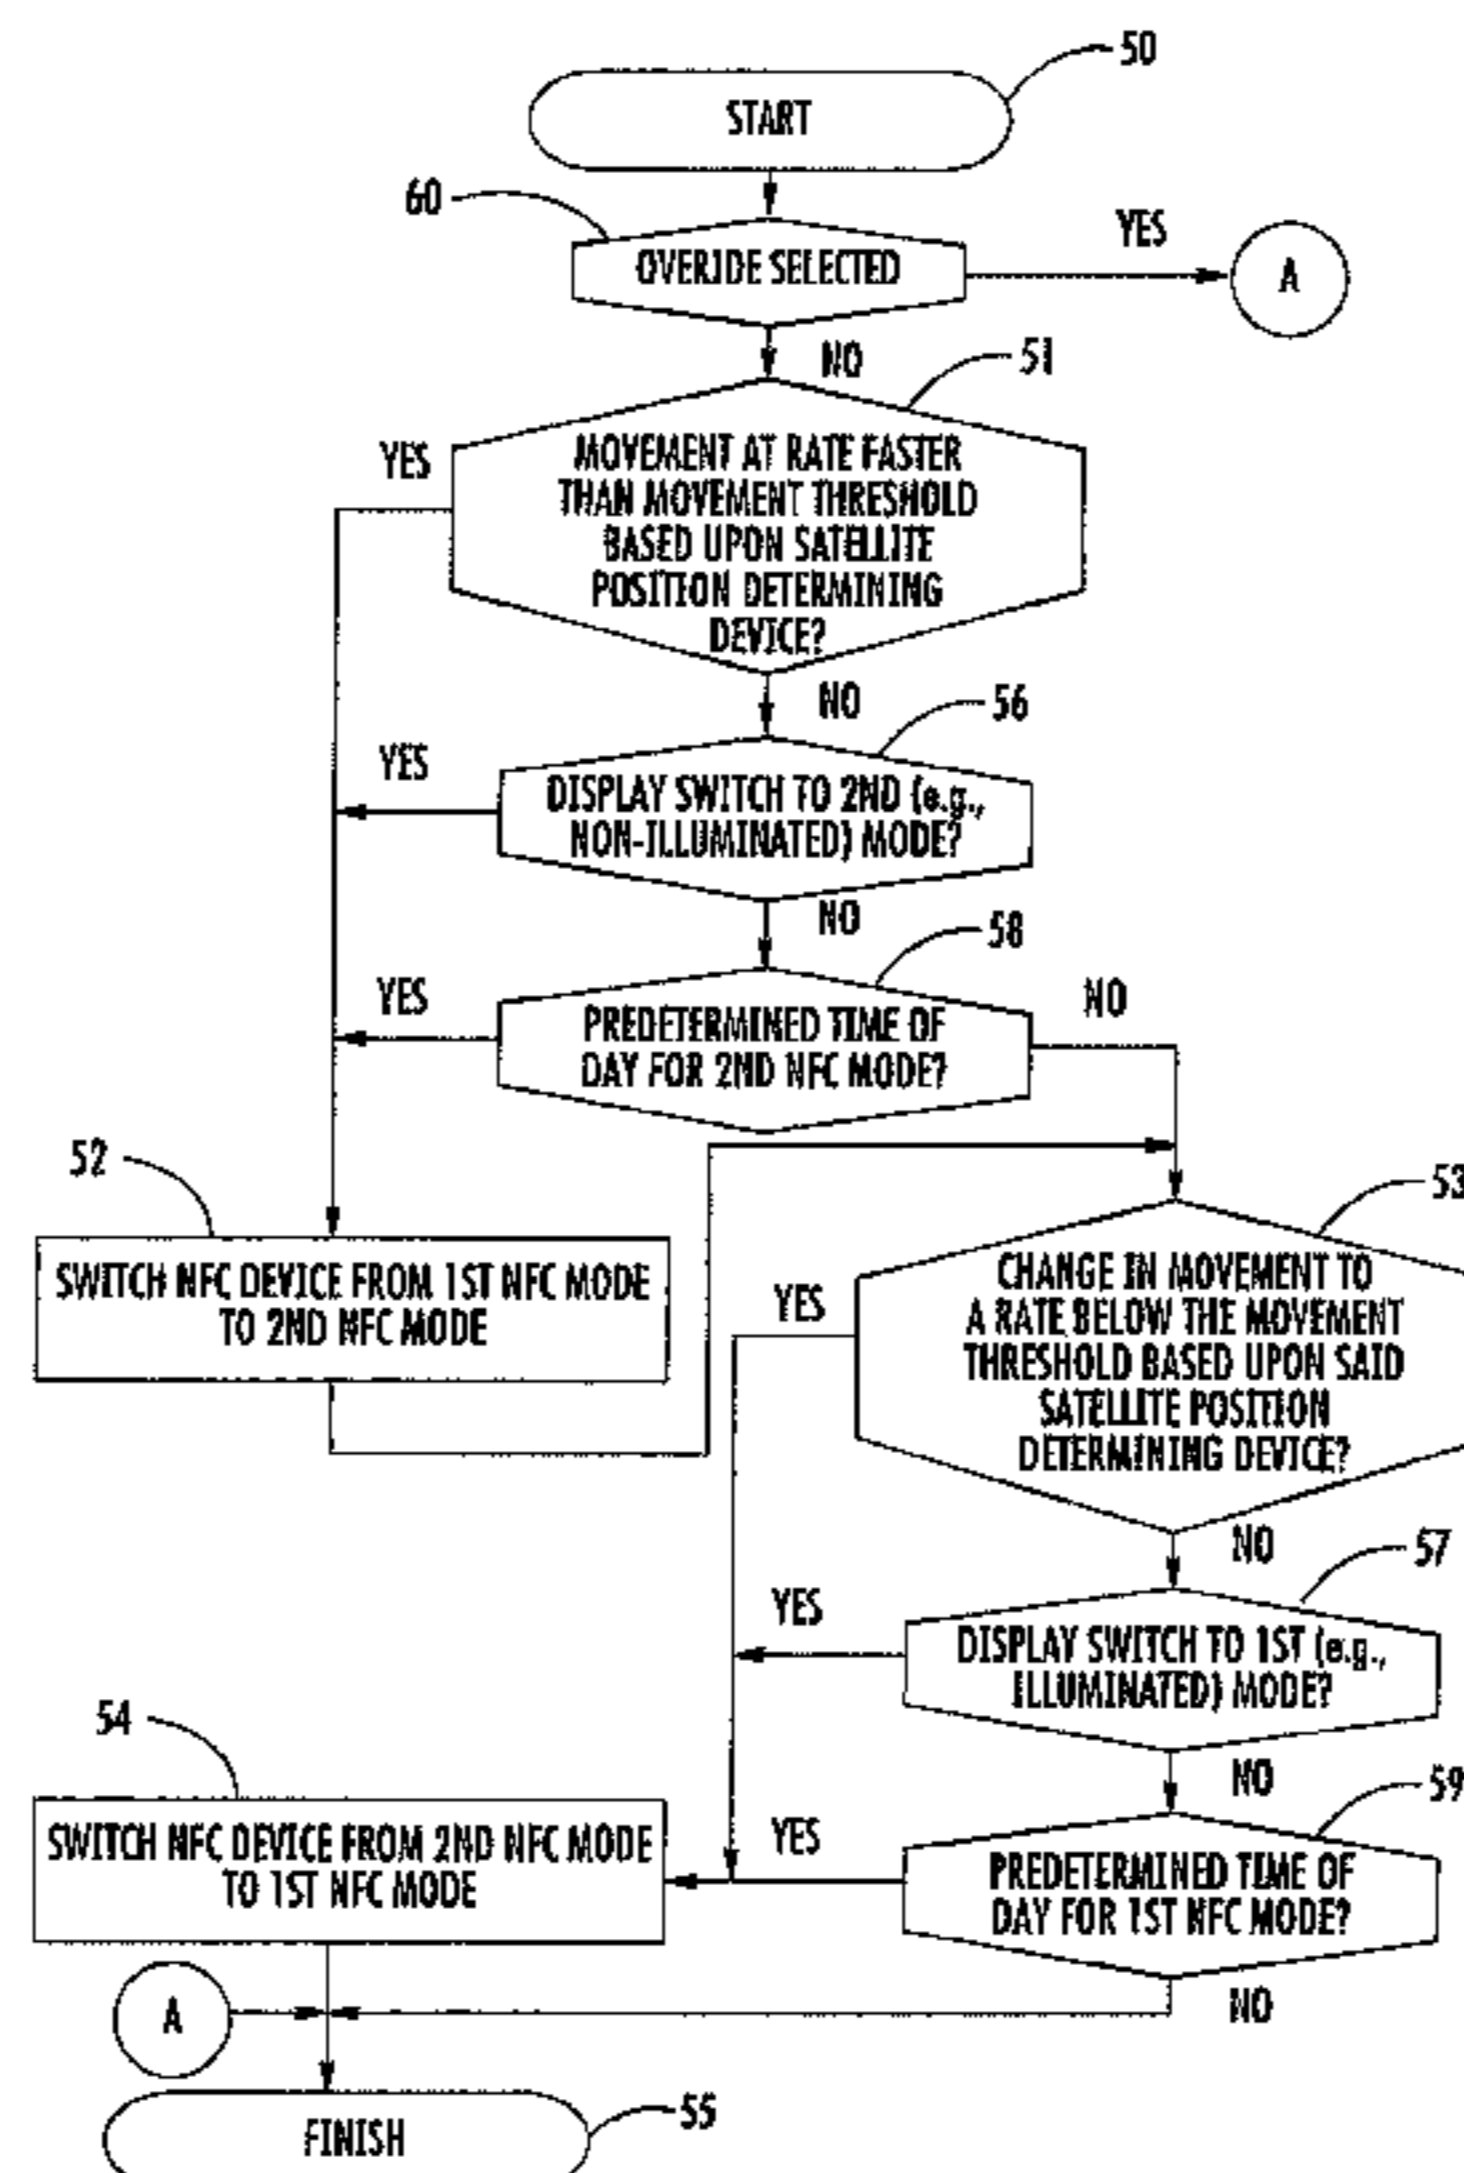 50
START
60
OVERIDE SELECTED
YES
A
NO
51
YES
MOVEMENT AT RATE FASTER
THAN MOVEMENT THRESHOLD
BASED UPON SATELLITE
POSITION DETERMINING
DEVICE?
NO
56
YES
DISPLAY SWITCH TO 2ND (e.g.,
NON-ILLUMINATED) MODE?
NO
58
YES
PREDETERMINED TIME OF
DAY FOR 2ND NFC MODE?
NO
52
SWITCH NFC DEVICE FROM 1ST NFC MODE
TO 2ND NFC MODE
53
YES
CHANGE IN MOVEMENT TO
A RATE BELOW THE MOVEMENT
THRESHOLD BASED UPON SAID
SATELLITE POSITION
DETERMINING DEVICE?
NO
57
YES
DISPLAY SWITCH TO 1ST (e.g.,
ILLUMINATED) MODE?
NO
54
SWITCH NFC DEVICE FROM 2ND NFC MODE
TO 1ST NFC MODE
59
YES
PREDETERMINED TIME OF
DAY FOR 1ST NFC MODE?
NO
A
55
FINISH